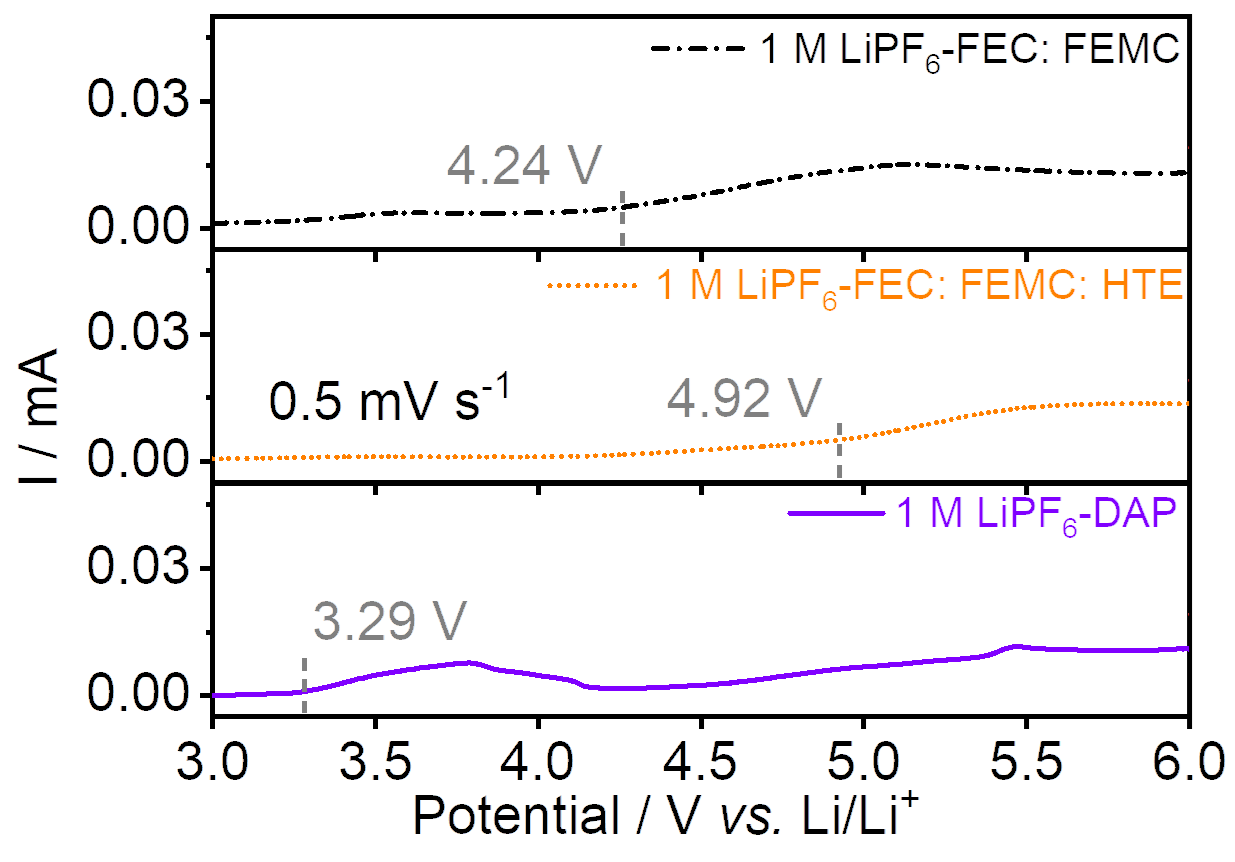 1 M LiPF6-FEC: FEMC
0.03
4.24 V
0.00
1 M LiPF6-FEC: FEMC: HTE
0.03
0.5 mV s-1
4.92 V
0.00
1 M LiPF6-DAP
0.03
3.29 V
0.00
3.0 3.5 4.0 4.5 5.0 5.5 6.0
Potential / V vs. Li/Li+
I / mA